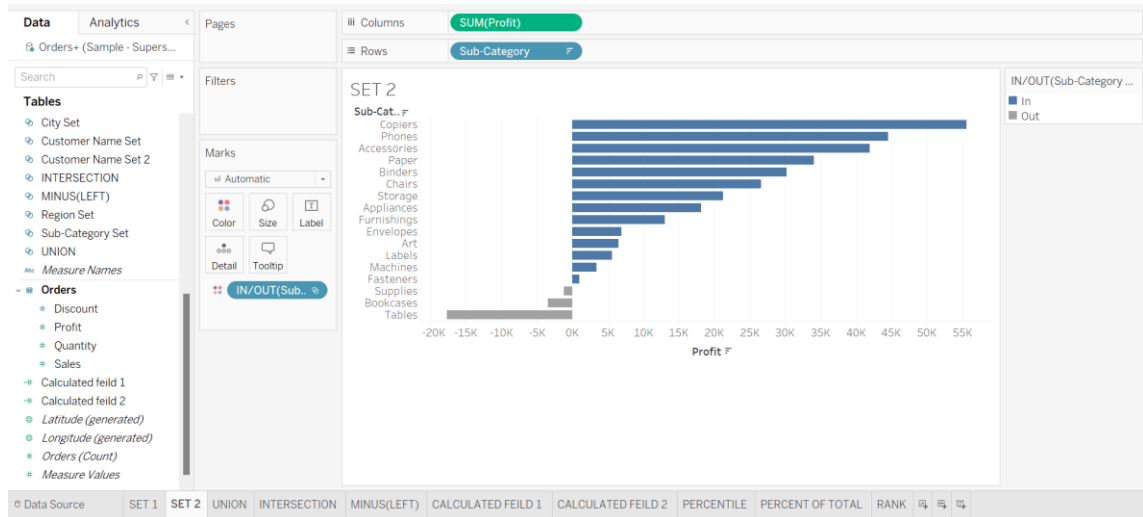 Data Analytics <
Orders+ (Sample - Supers...
Search
Tables
City Set
Customer Name Set
Customer Name Set 2
INTERSECTION
MINUS(LEFT)
Region Set
Sub-Category Set
UNION
Abc Measure Names
Orders
# Discount
# Profit
# Quantity
# Sales
=# Calculated feild 1
=# Calculated feild 2
Latitude (generated)
Longitude (generated)
# Orders (Count)
# Measure Values
Pages
Filters
Marks
Automatic
Color Size Label
Detail Tooltip
IN/OUT(Sub..
iii Columns SUM(Profit)
Rows Sub-Category
SET 2
Sub-Cat..
Copiers
Phones
Accessories
Paper
Binders
Chairs
Storage
Appliances
Furnishings
Envelopes
Art
Labels
Machines
Fasteners
Supplies
Bookcases
Tables
-20K -15K -10K -5K 0K 5K 10K 15K 20K 25K 30K 35K 40K 45K 50K 55K
Profit
IN/OUT(Sub-Category ...
In
Out
Data Source SET 1 SET 2 UNION INTERSECTION MINUS(LEFT) CALCULATED FEILD 1 CALCULATED FEILD 2 PERCENTILE PERCENT OF TOTAL RANK